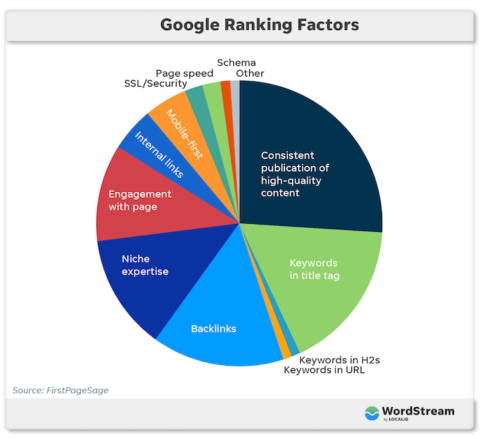 Google Ranking Factors
Schema
Page speed
Other
SSL/Security
Mobile-first
Internal links
Engagement
with page
Niche
expertise
Backlinks
Consistent
publication of
high-quality
content
Keywords
in title tag
Keywords in H2s
Keywords in URL
Source: FirstPageSage
WordStream
by LOCALiQ